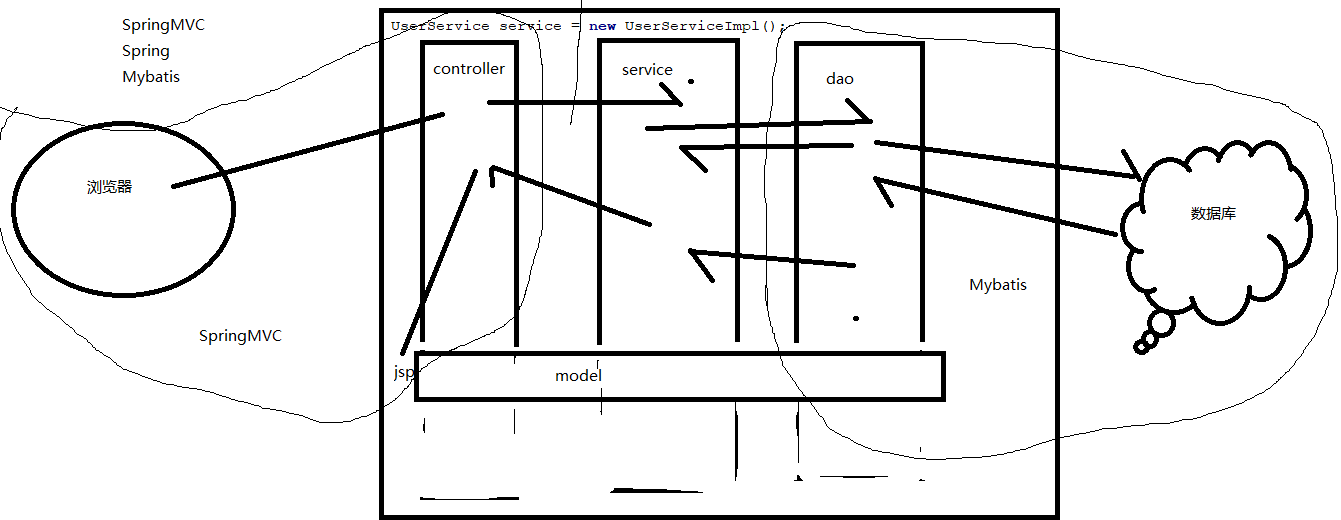 SpringMVC
Spring
Mybatis
UserService service = new UserServiceImpl();
controller
service
dao
浏览器
数据库
Mybatis
SpringMVC
jsp
model